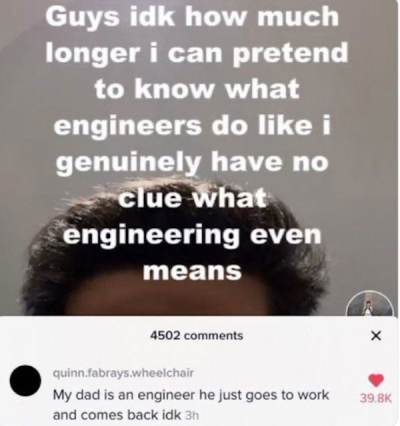 Guys idk how much
longer i can pretend
to know what
engineers do like i
genuinely have no
clue what
engineering even
means
4502 comments
quinn.fabrays.wheelchair
My dad is an engineer he just goes to work
and comes back idk 3h
39.8K